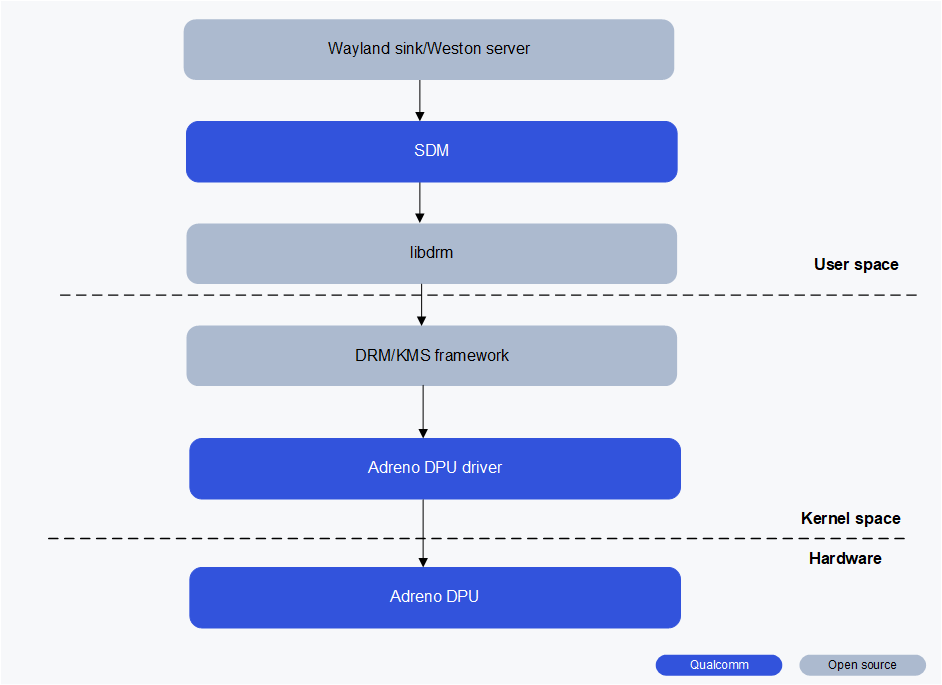 Wayland sink/Weston server
SDM
libdrm
User space
DRM/KMS framework
Adreno DPU driver
Kernel space
Hardware
Adreno DPU
Qualcomm
Open source